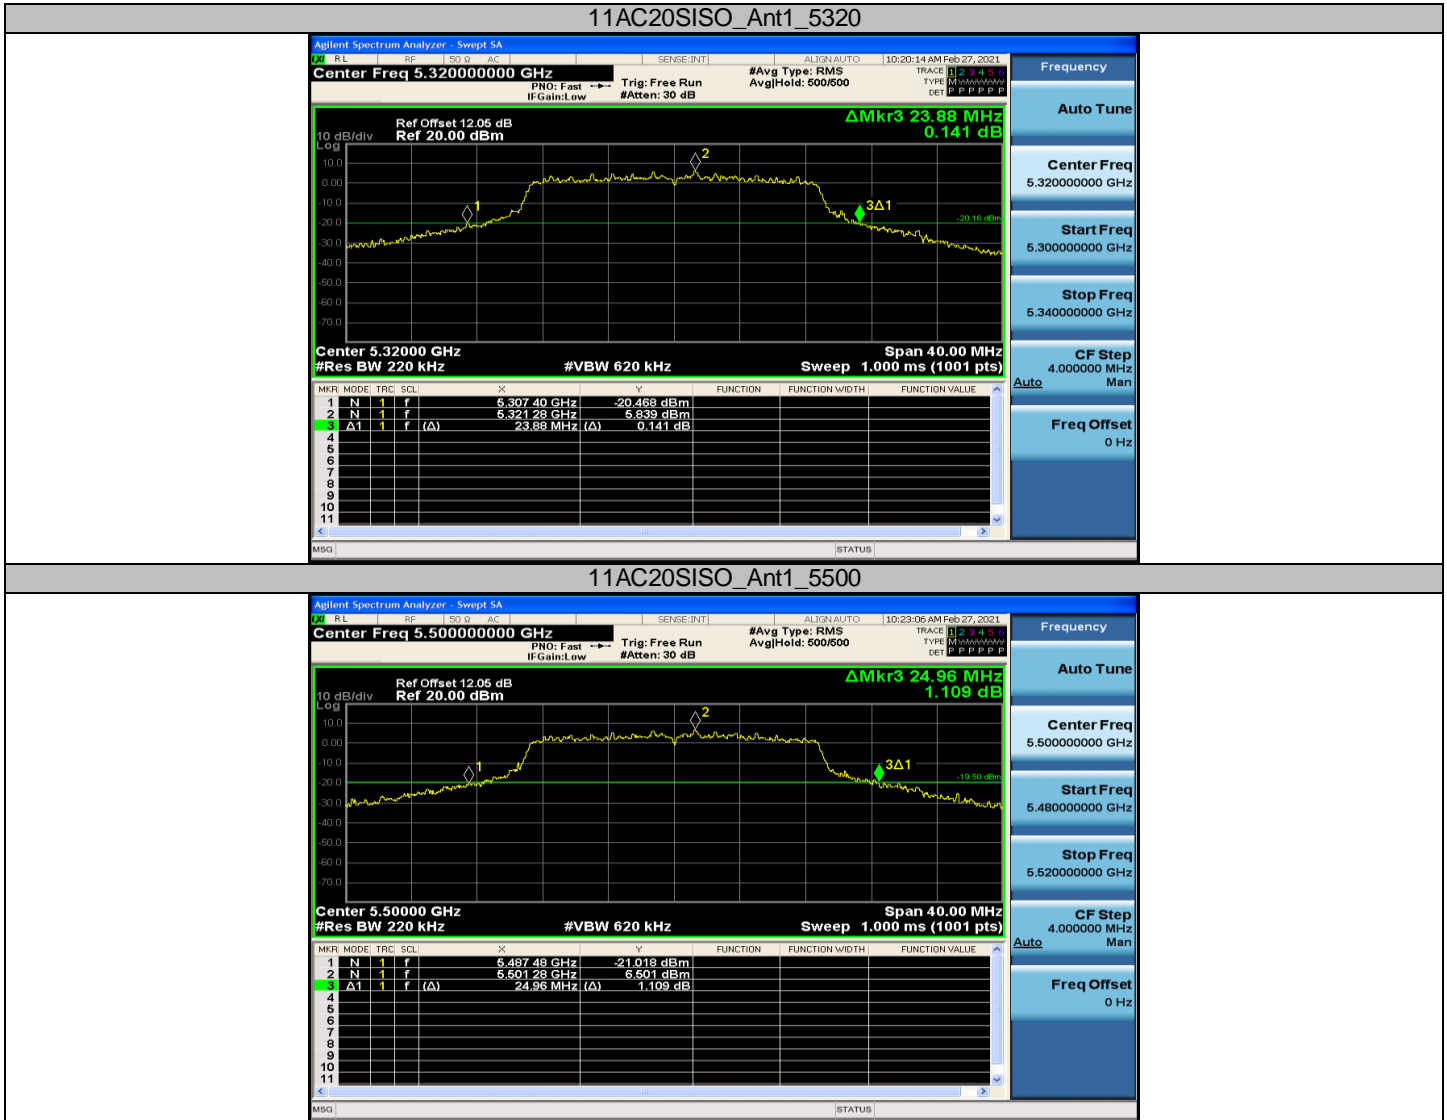 11AC20SISO_Ant1_5320
Agilent Spectrum Analyzer - Swept SA
RL RF 50 Ω AC SENSE:INT ALIGN AUTO 10:20:14 AM Feb 27, 2021
Center Freq 5.320000000 GHz
PNO: Fast
IFGain:Low
Trig: Free Run
#Atten: 30 dB
#Avg Type: RMS
Avg|Hold: 500/500
TRACE 1 2 3 4 5 6
TYPE M
DET P P P P P P
Ref Offset 12.05 dB
10 dB/div Ref 20.00 dBm
Log
ΔMkr3 23.88 MHz
0.141 dB
10.0
0.00
-10.0
-20.0
-30.0
-40.0
-50.0
-60.0
-70.0
1
2
3Δ1
-20.16 dBm
Center 5.32000 GHz Span 40.00 MHz
#Res BW 220 kHz #VBW 620 kHz Sweep 1.000 ms (1001 pts)
MKR MODE TRC SCL X Y FUNCTION FUNCTION WIDTH FUNCTION VALUE
1 N 1 f 5.307 40 GHz -20.468 dBm
2 N 1 f 5.321 28 GHz 5.839 dBm
3 Δ1 1 f (Δ) 23.88 MHz (Δ) 0.141 dB
4
5
6
7
8
9
10
11
MSG STATUS
Frequency
Auto Tune
Center Freq
5.320000000 GHz
Start Freq
5.300000000 GHz
Stop Freq
5.340000000 GHz
CF Step
4.000000 MHz
Auto Man
Freq Offset
0 Hz
11AC20SISO_Ant1_5500
Agilent Spectrum Analyzer - Swept SA
RL RF 50 Ω AC SENSE:INT ALIGN AUTO 10:23:06 AM Feb 27, 2021
Center Freq 5.500000000 GHz
PNO: Fast
IFGain:Low
Trig: Free Run
#Atten: 30 dB
#Avg Type: RMS
Avg|Hold: 500/500
TRACE 1 2 3 4 5 6
TYPE M
DET P P P P P P
Ref Offset 12.05 dB
10 dB/div Ref 20.00 dBm
Log
ΔMkr3 24.96 MHz
1.109 dB
10.0
0.00
-10.0
-20.0
-30.0
-40.0
-50.0
-60.0
-70.0
1
2
3Δ1
-19.50 dBm
Center 5.50000 GHz Span 40.00 MHz
#Res BW 220 kHz #VBW 620 kHz Sweep 1.000 ms (1001 pts)
MKR MODE TRC SCL X Y FUNCTION FUNCTION WIDTH FUNCTION VALUE
1 N 1 f 5.487 48 GHz -21.018 dBm
2 N 1 f 5.501 28 GHz 6.501 dBm
3 Δ1 1 f (Δ) 24.96 MHz (Δ) 1.109 dB
4
5
6
7
8
9
10
11
MSG STATUS
Frequency
Auto Tune
Center Freq
5.500000000 GHz
Start Freq
5.480000000 GHz
Stop Freq
5.520000000 GHz
CF Step
4.000000 MHz
Auto Man
Freq Offset
0 Hz